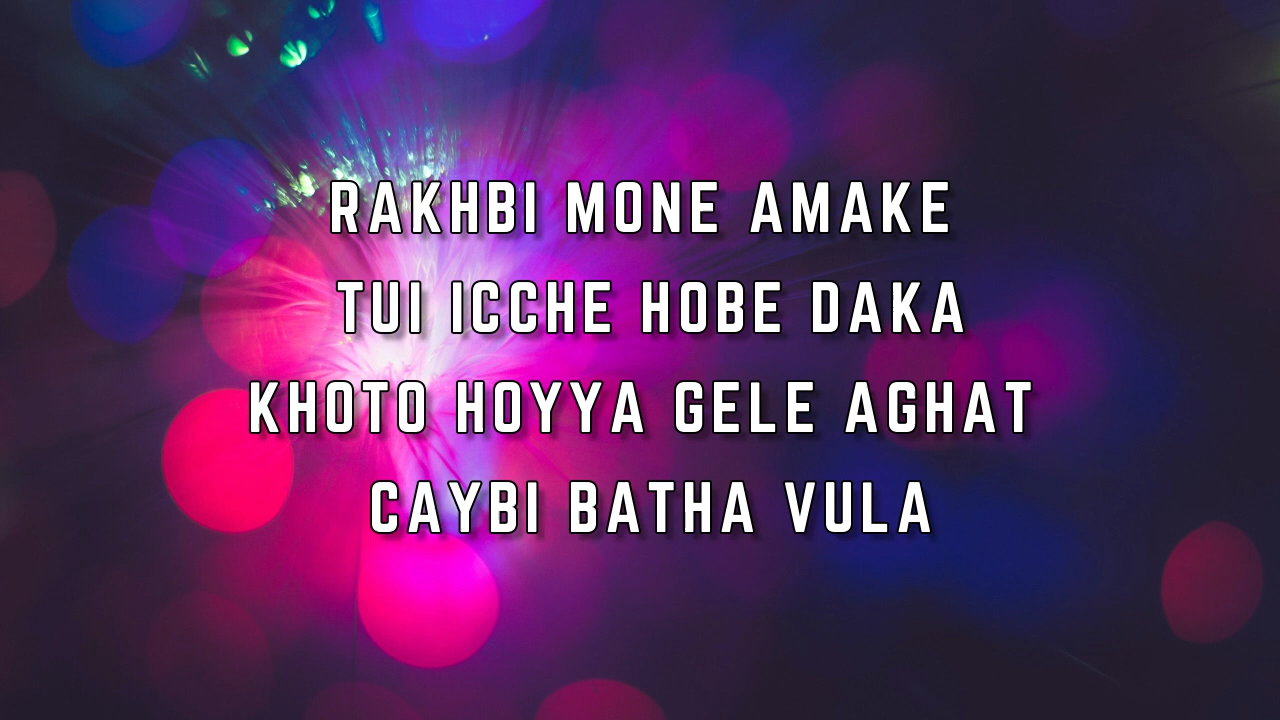 RAKHBI MONE AMAKE
TUI ICCHE HOBE DAKA
KHOTO HOYYA GELE AGHAT
CAYBI BATHA VULA